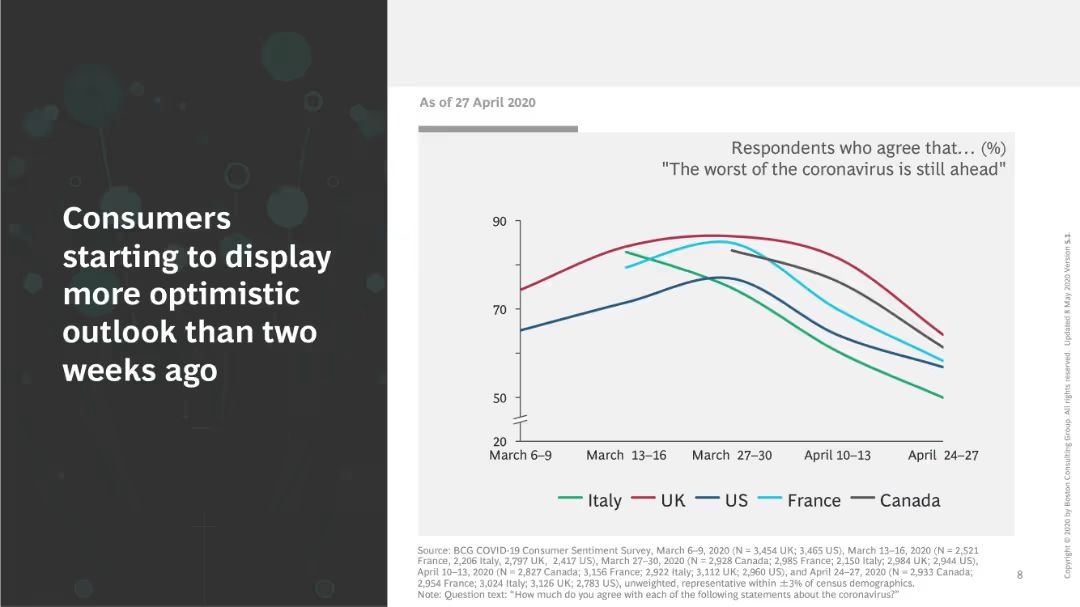 Consumers
starting to display
more optimistic
outlook than two
weeks ago
As of 27 April 2020
Respondents who agree that… (%)
"The worst of the coronavirus is still ahead"
90
70
50
20
March 6–9
March 13–16
March 27–30
April 10–13
April 24–27
Italy
UK
US
France
Canada
Source: BCG COVID-19 Consumer Sentiment Survey, March 6–9, 2020 (N = 3,454 UK; 3,465 US), March 13–16, 2020 (N = 2,521
France, 2,206 Italy, 2,797 UK, 2,417 US), March 27–30, 2020 (N = 2,928 Canada; 2,985 France; 2,150 Italy; 2,984 UK; 2,944 US),
April 10–13, 2020 (N = 2,827 Canada; 3,156 France; 2,922 Italy; 3,112 UK; 2,960 US), and April 24–27, 2020 (N = 2,933 Canada;
2,954 France; 3,024 Italy; 3,126 UK; 2,783 US), unweighted, representative within ±3% of census demographics.
Note: Question text: "How much do you agree with each of the following statements about the coronavirus?"
8
Copyright © 2020 by Boston Consulting Group. All rights reserved. Updated 8 May 2020 Version 5.1.